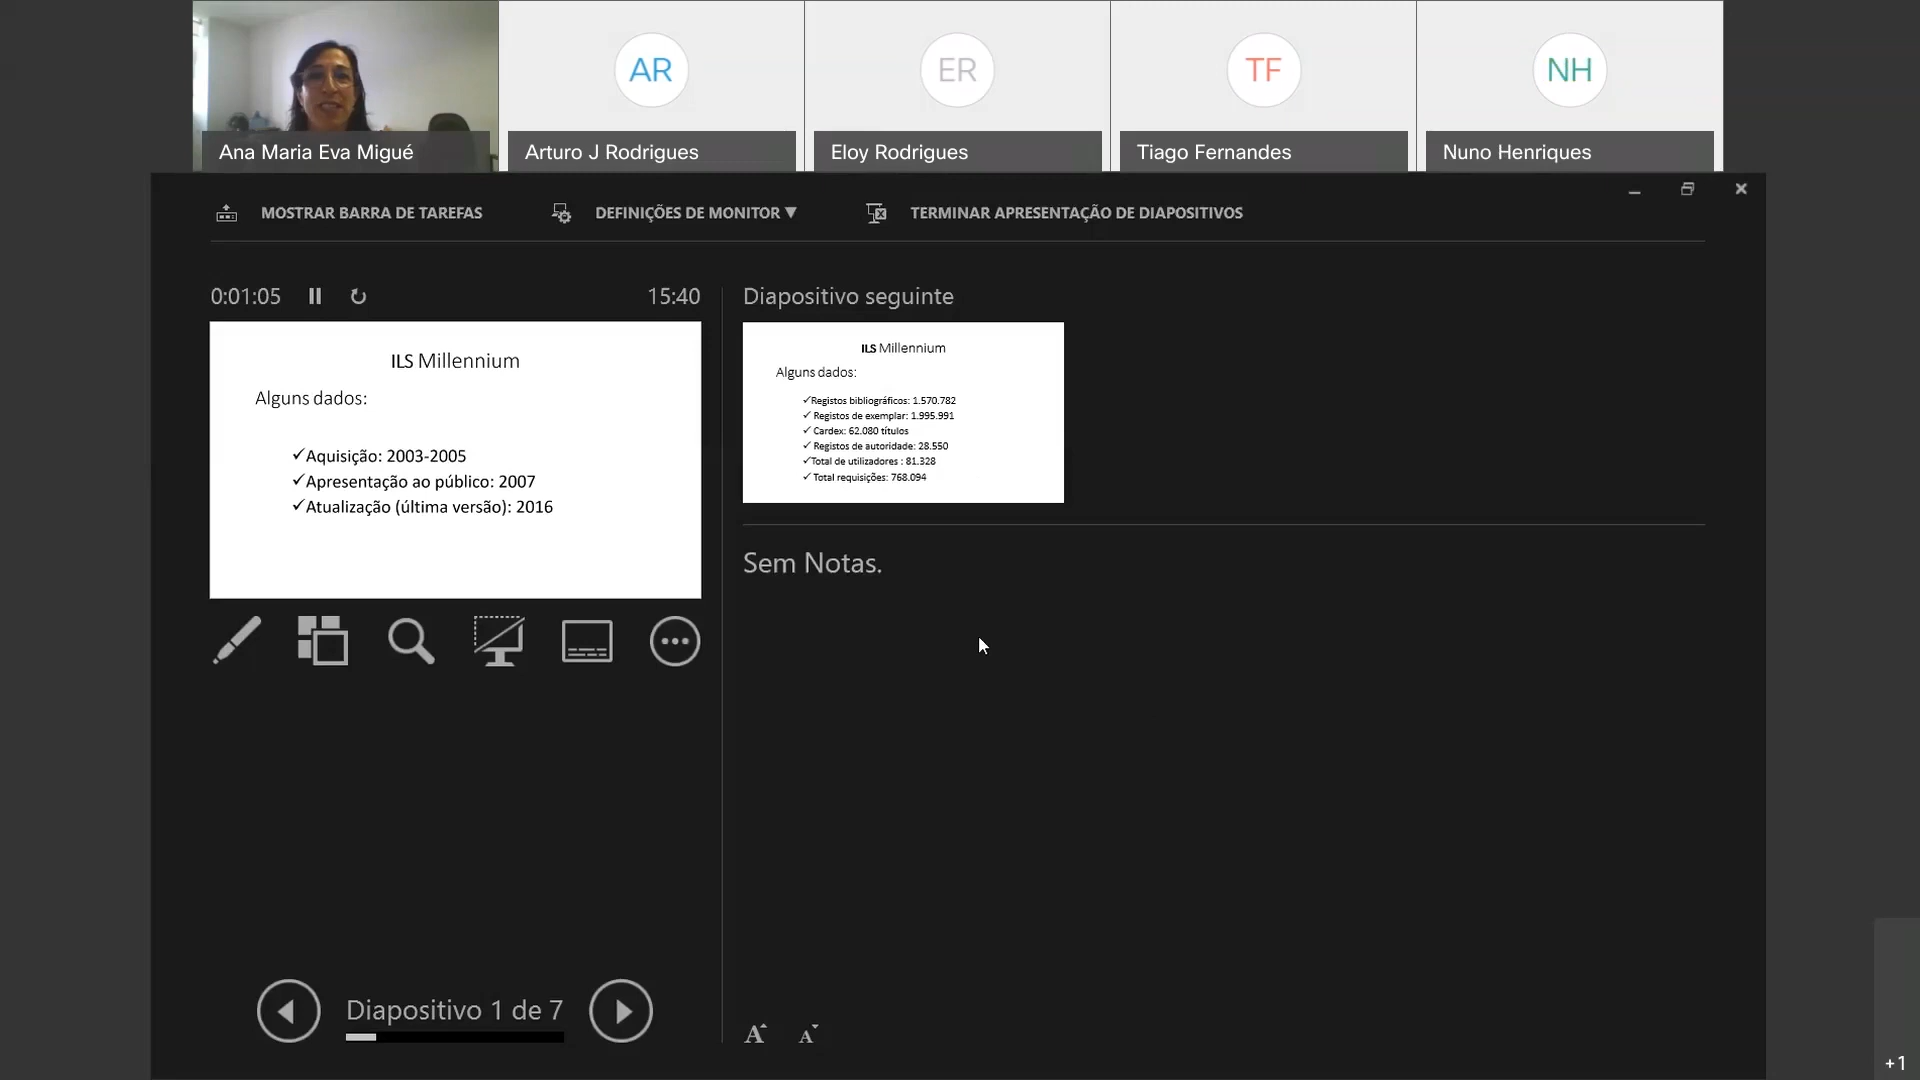 AR
ER
TF
NH
Ana Maria Eva Migué
Arturo J Rodrigues
Eloy Rodrigues
Tiago Fernandes
Nuno Henriques
MOSTRAR BARRA DE TAREFAS
DEFINIÇÕES DE MONITOR ▼
TERMINAR APRESENTAÇÃO DE DIAPOSITIVOS
0:01:05
15:40
ILS Millennium
Alguns dados:
✓Aquisição: 2003-2005
✓Apresentação ao público: 2007
✓Atualização (última versão): 2016
Diapositivo seguinte
ILS Millennium
Alguns dados:
✓Registos bibliográficos: 1.570.782
✓ Registos de exemplar: 1.995.991
✓ Cardex: 62.080 títulos
✓ Registos de autoridade: 28.550
✓Total de utilizadores : 81.328
✓ Total requisições: 768.094
Sem Notas.
Diapositivo 1 de 7
A A
+1